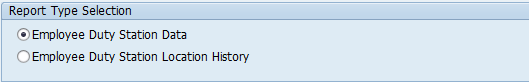 Report Type Selection
Employee Duty Station Data
Employee Duty Station Location History